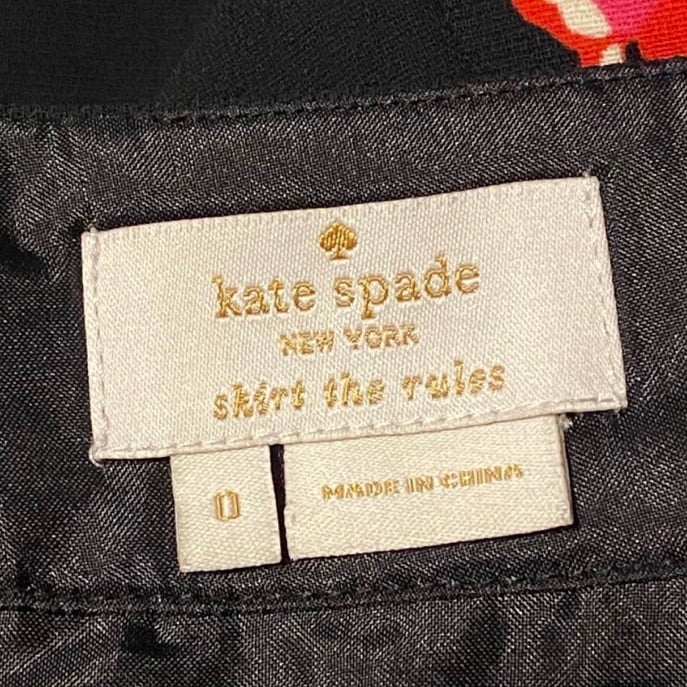 kate spade
NEW YORK
skirt the rules
0
MADE IN CHINA